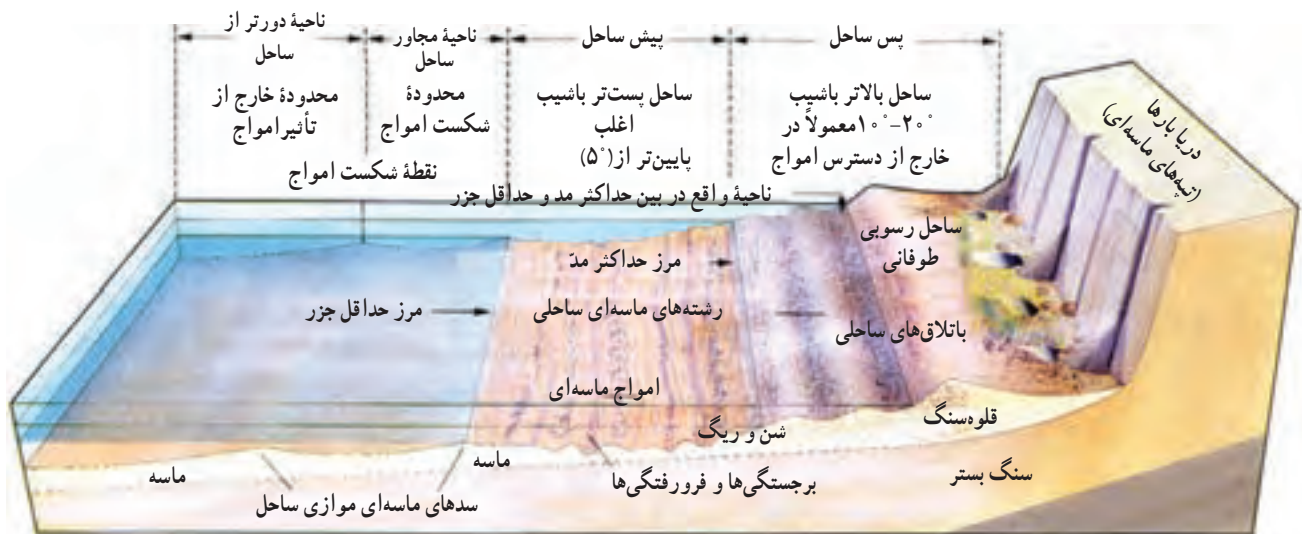 پس ساحل
پیش ساحل
ناحیهٔ مجاور
ساحل
ناحیهٔ دورتر از
ساحل
ساحل بالاتر باشیب
۲۰°–۱۰° معمولاً در
خارج از دسترس امواج
ساحل پست‌تر باشیب
اغلب
پایین‌تر از(۵°)
محدودهٔ
شکست امواج
محدودهٔ خارج از
تأثیر امواج
نقطهٔ شکست امواج
ناحیهٔ واقع در بین حداکثر مد و حداقل جزر
دریا بارها
(تپه‌های ماسه‌ای)
ساحل رسوبی
طوفانی
مرز حداکثر مدّ
رشته‌های ماسه‌ای ساحلی
مرز حداقل جزر
باتلاق‌های ساحلی
امواج ماسه‌ای
قلوه‌سنگ
شن و ریگ
ماسه
ماسه
سنگ بستر
برجستگی‌ها و فرورفتگی‌ها
سدهای ماسه‌ای موازی ساحل